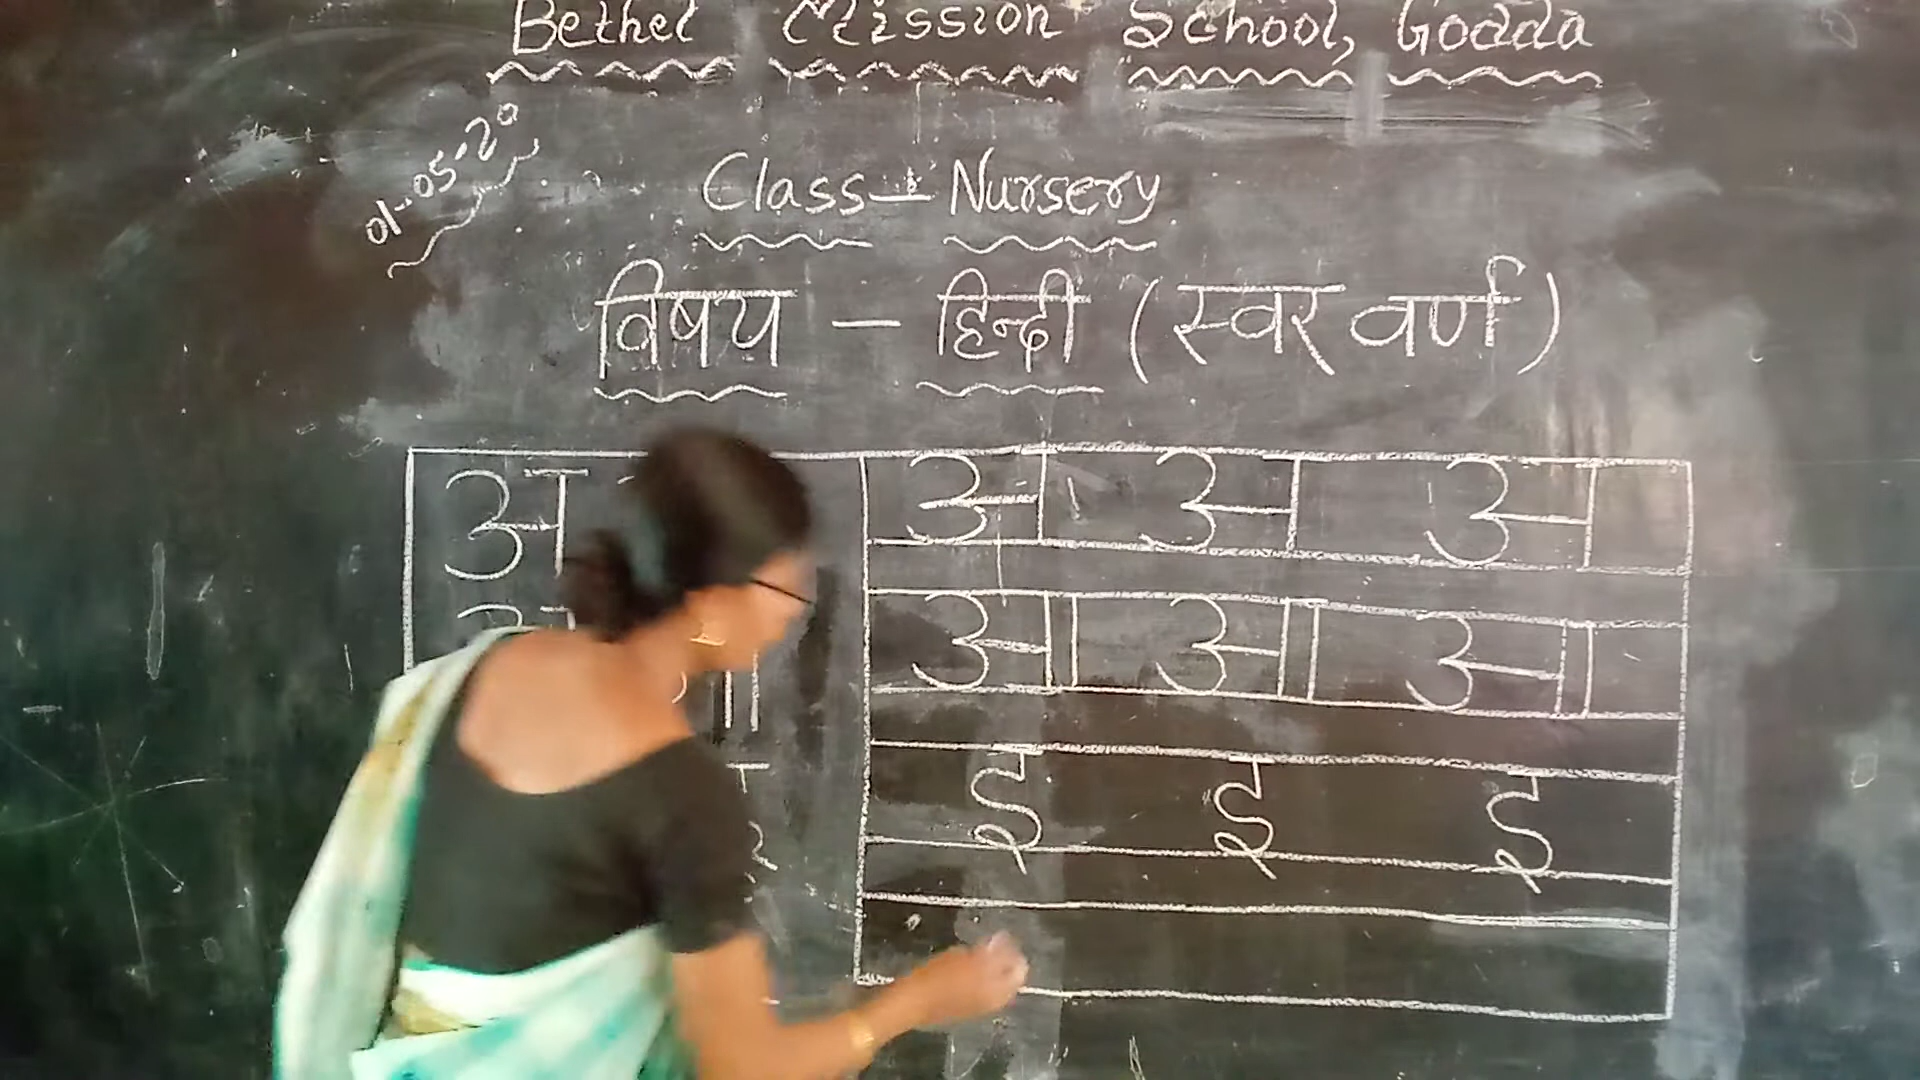 Bethel Mission School, Godda
01-05-20
Class - Nursery
विषय - हिन्दी (स्वर वर्ण)
अ अ अ अ
आ आ आ
इ इ इ